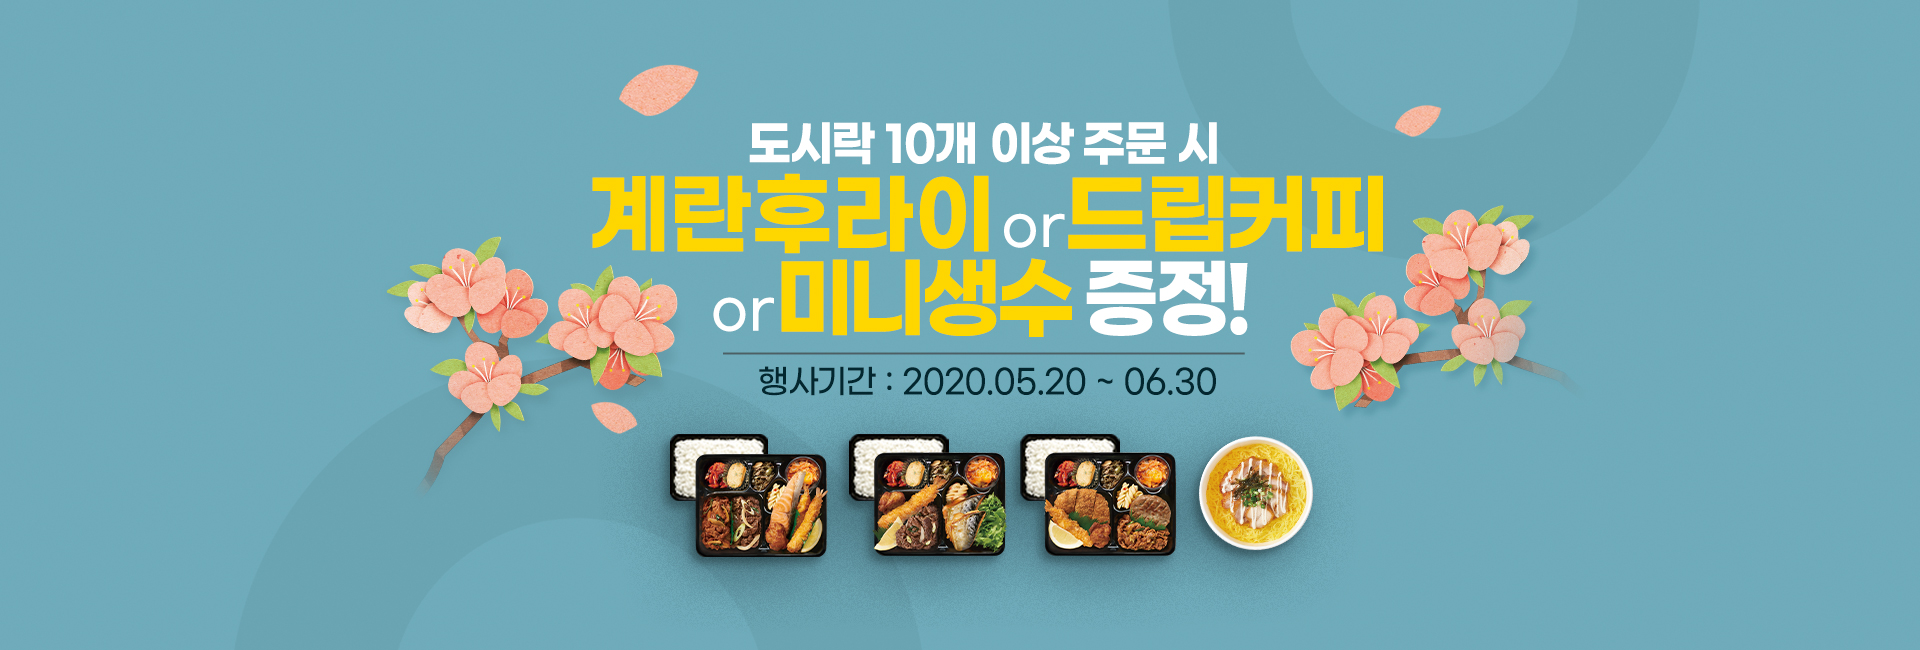 도시락 10개 이상 주문 시
계란후라이 or 드립커피
or 미니생수 증정!
행사기간 : 2020.05.20 ~ 06.30